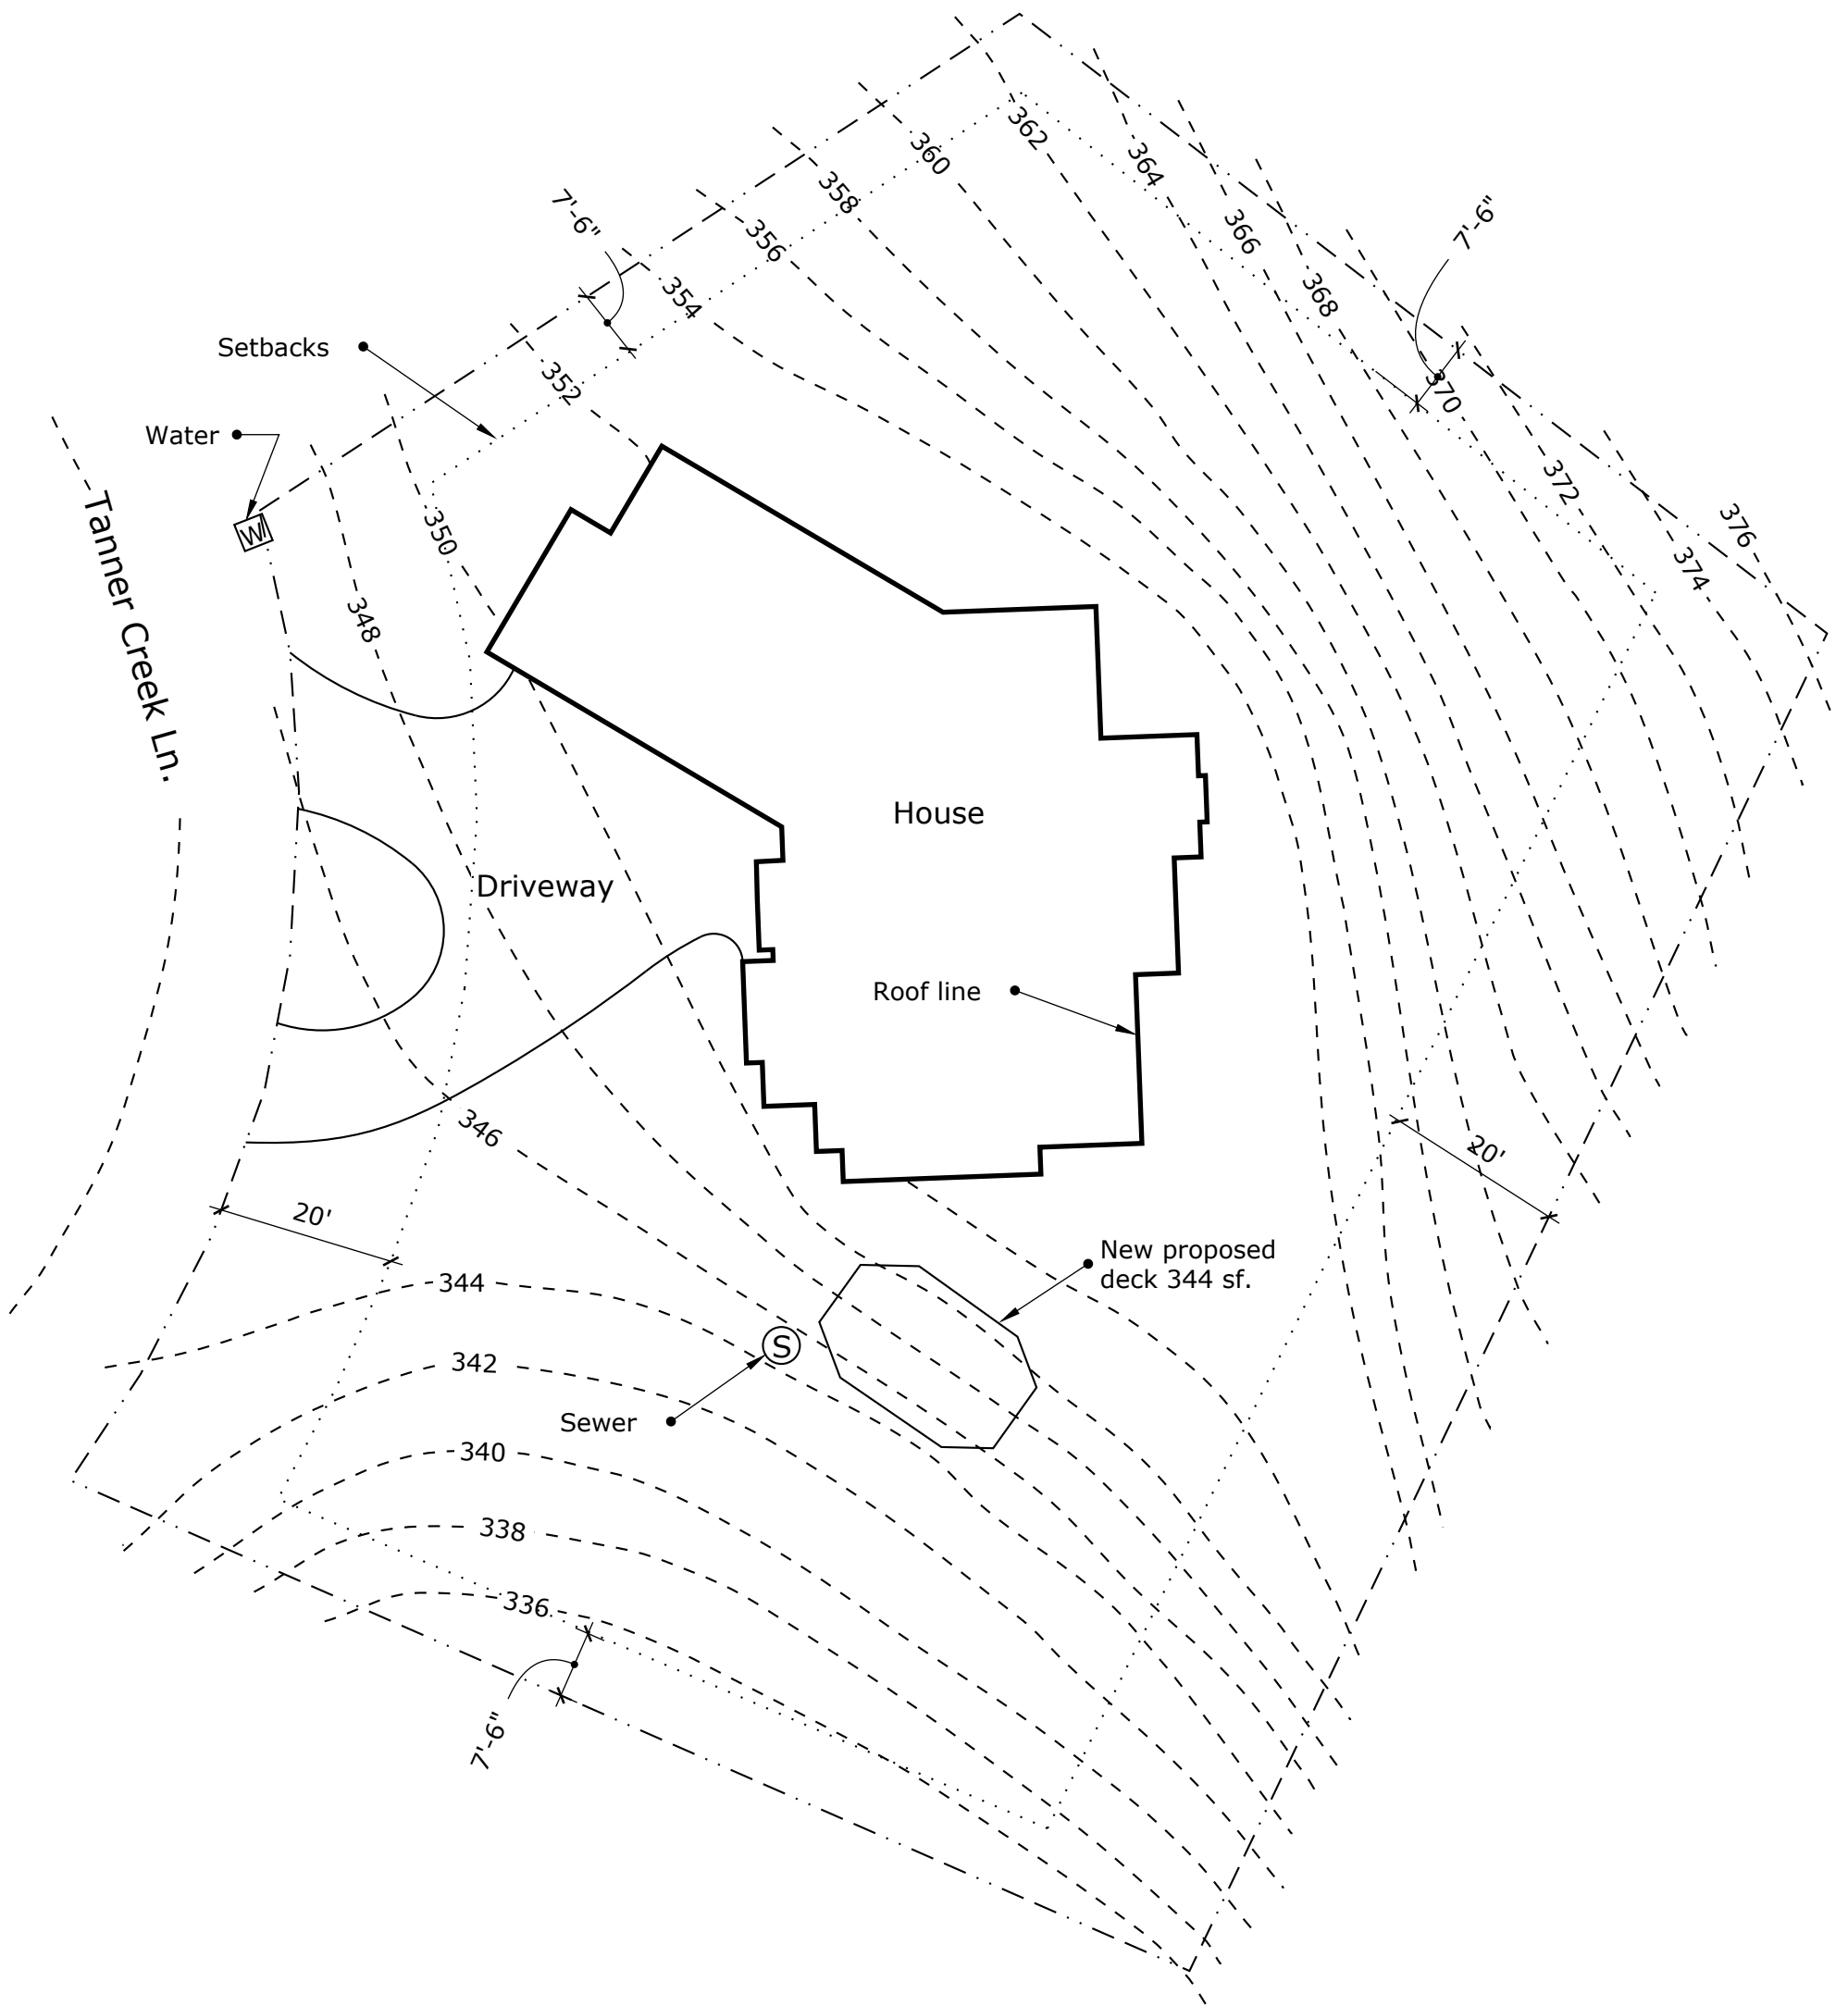 362
364
360
358
366
7'-6"
7'-6"
356
354
368
Setbacks
352
370
Water
W
350
372
376
374
Tanner Creek Ln.
348
House
Driveway
Roof line
346
20'
20'
New proposed
deck 344 sf.
344
S
342
Sewer
340
338
336
7'-6"